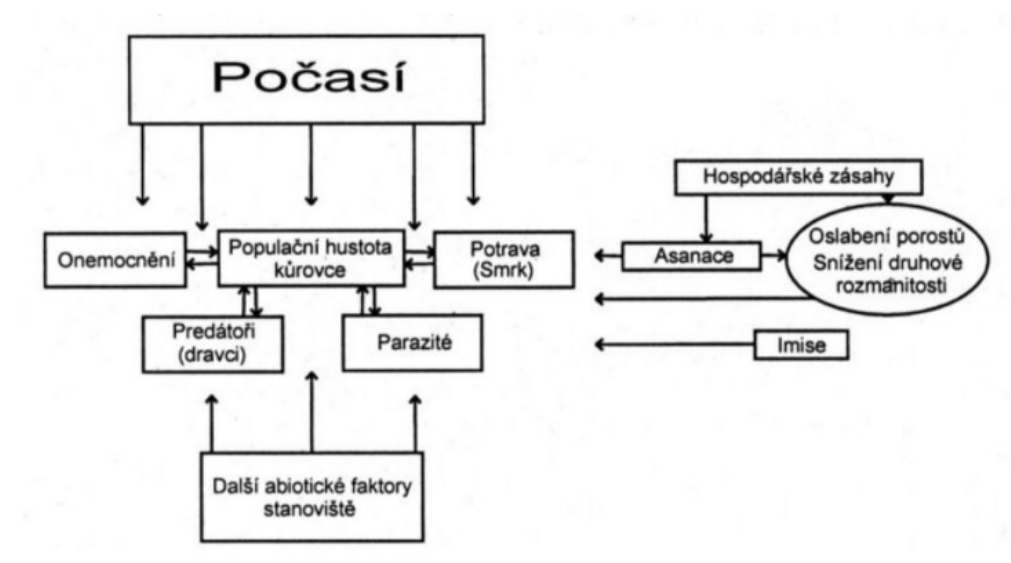 Počasí
Hospodářské zásahy
Onemocnění
Populační hustota
kůrovce
Potrava
(Smrk)
Asanace
Oslabení porostů
Snížení druhové
rozmanitosti
Predátoři
(dravci)
Parazité
Imise
Další abiotické faktory
stanoviště